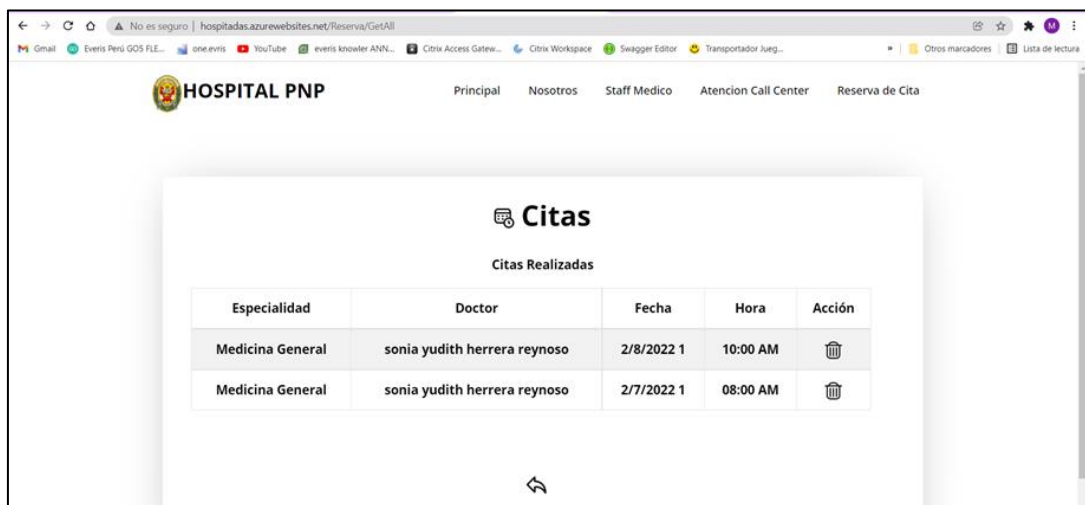 No es seguro | hospitadas.azurewebsites.net/Reserva/GetAll
M
Gmail Everis Perú GOS FLE... one.evris YouTube everis knowler ANN... Citrix Access Gatew... Citrix Workspace Swagger Editor Transportador Jueg... » Otros marcadores Lista de lectura
HOSPITAL PNP Principal Nosotros Staff Medico Atencion Call Center Reserva de Cita
Citas
Citas Realizadas
Especialidad Doctor Fecha Hora Acción
Medicina General sonia yudith herrera reynoso 2/8/2022 1 10:00 AM
Medicina General sonia yudith herrera reynoso 2/7/2022 1 08:00 AM